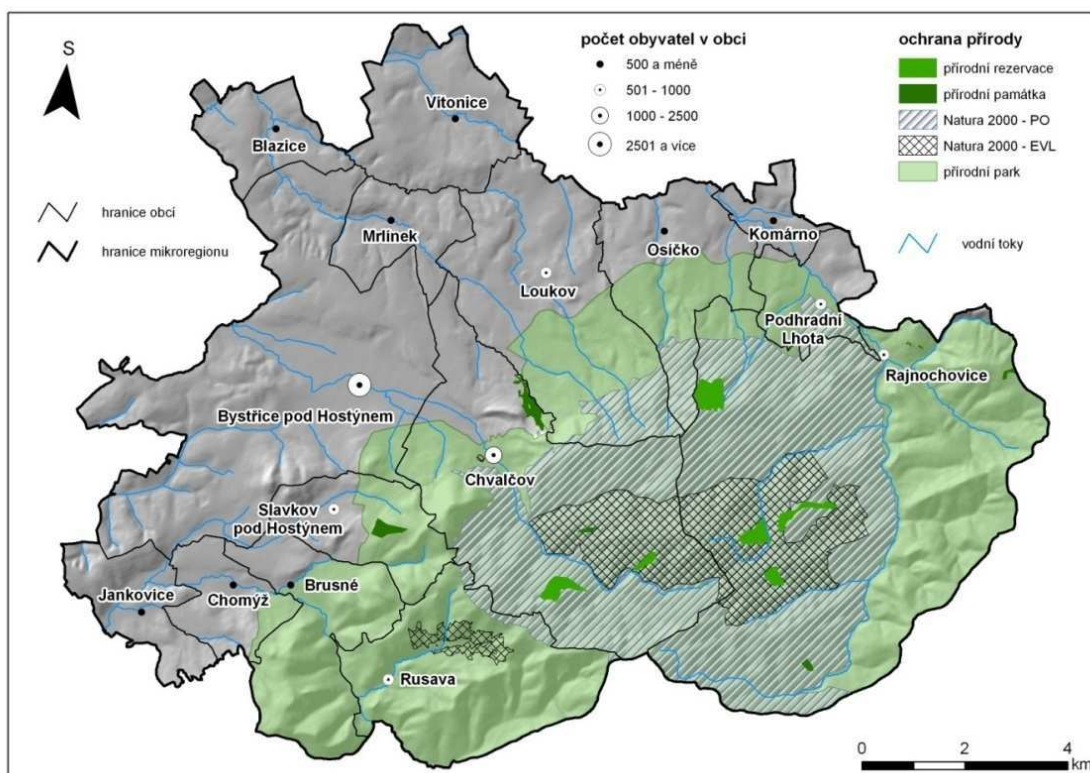 S
počet obyvatel v obci
500 a méně
501 - 1000
1000 - 2500
2501 a více
ochrana přírody
přírodní rezervace
přírodní památka
Natura 2000 - PO
Natura 2000 - EVL
přírodní park
vodní toky
hranice obcí
hranice mikroregionu
Vitonice
Blazice
Mrlínek
Loukov
Osíčko
Komárno
Podhradní
Lhota
Rajnochovice
Bystřice pod Hostýnem
Chvalčov
Slavkov
pod Hostýnem
Jankovice
Chomýž
Brusné
Rusava
0 2 4
km